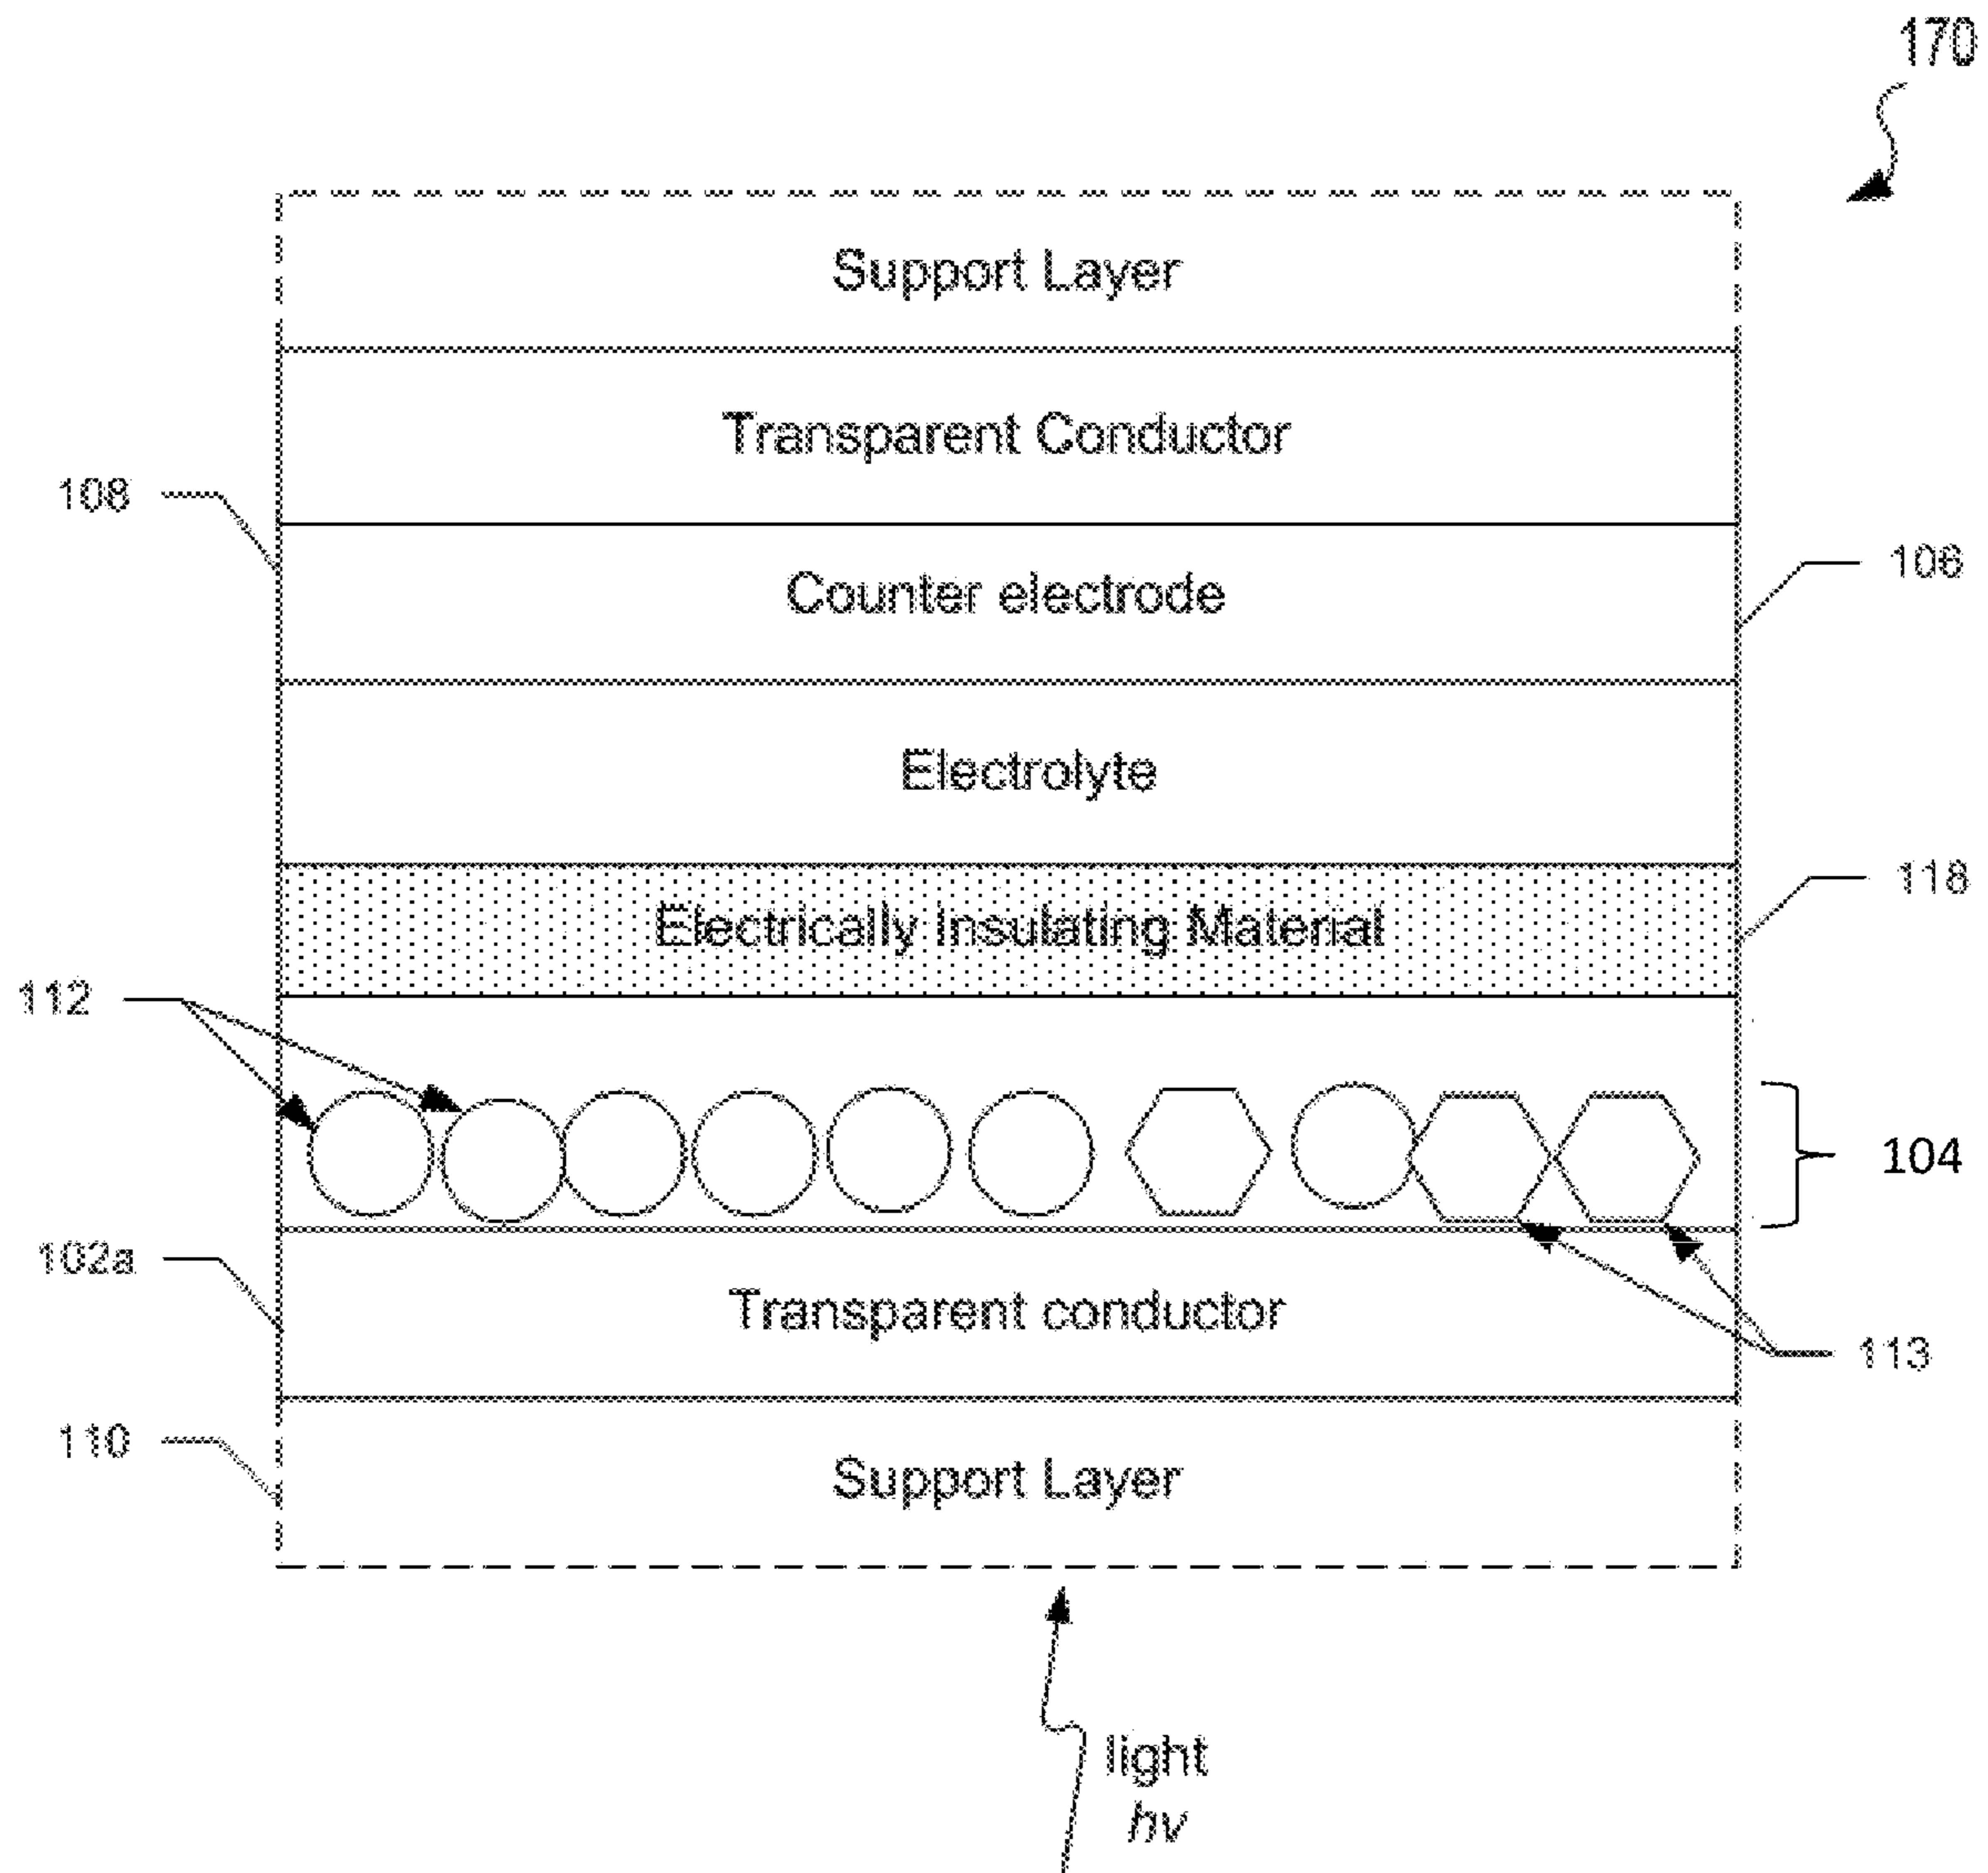 170
Support Layer
Transparent Conductor
108
Counter electrode
106
Electrolyte
118
Electrically Insulating Material
112
104
102a
Transparent conductor
113
110
Support Layer
light
hv